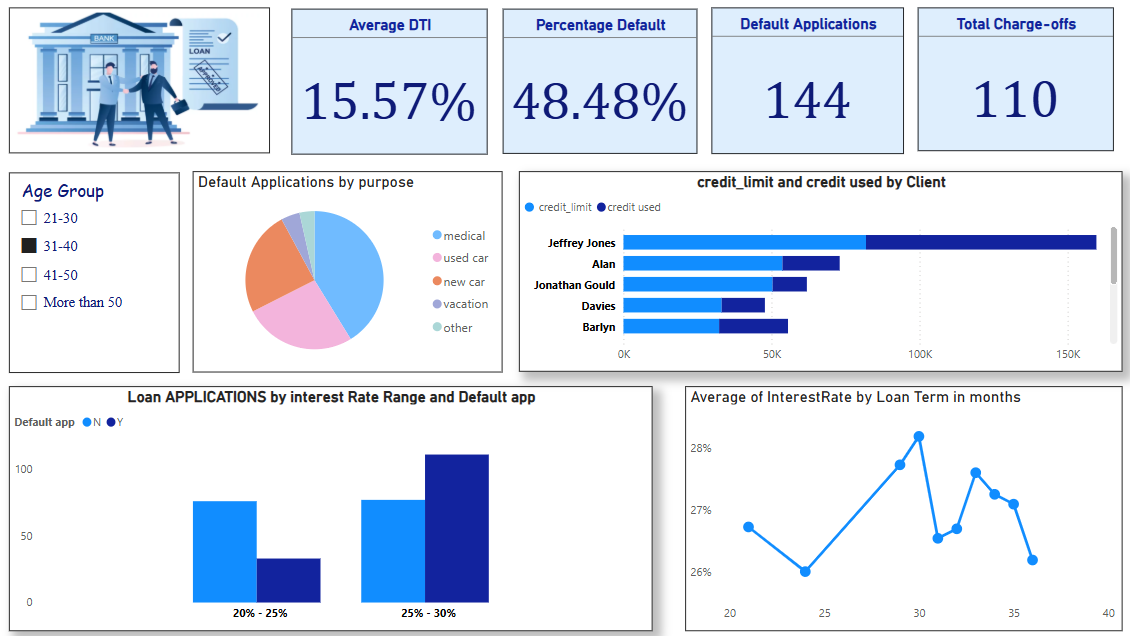 BANK
LOAN
APPROVED
Average DTI
15.57%
Percentage Default
48.48%
Default Applications
144
Total Charge-offs
110
Age Group
21-30
31-40
41-50
More than 50
Default Applications by purpose
medical
used car
new car
vacation
other
credit_limit and credit used by Client
credit_limit credit used
Jeffrey Jones
Alan
Jonathan Gould
Davies
Barlyn
0K 50K 100K 150K
Loan APPLICATIONS by interest Rate Range and Default app
Default app N Y
100
50
0
20% - 25% 25% - 30%
Average of InterestRate by Loan Term in months
28%
27%
26%
20 25 30 35 40